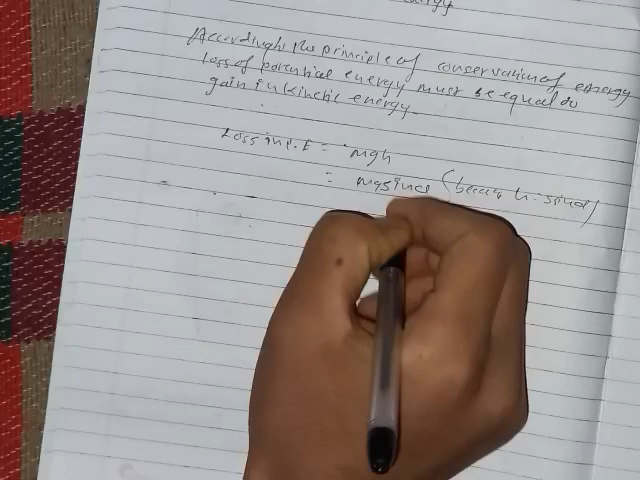 energy
According to the principle of conservation of energy
loss of potential energy must be equal to
gain in kinetic energy
Loss in P.E = mgh
= mgsinα (because h = sinα)